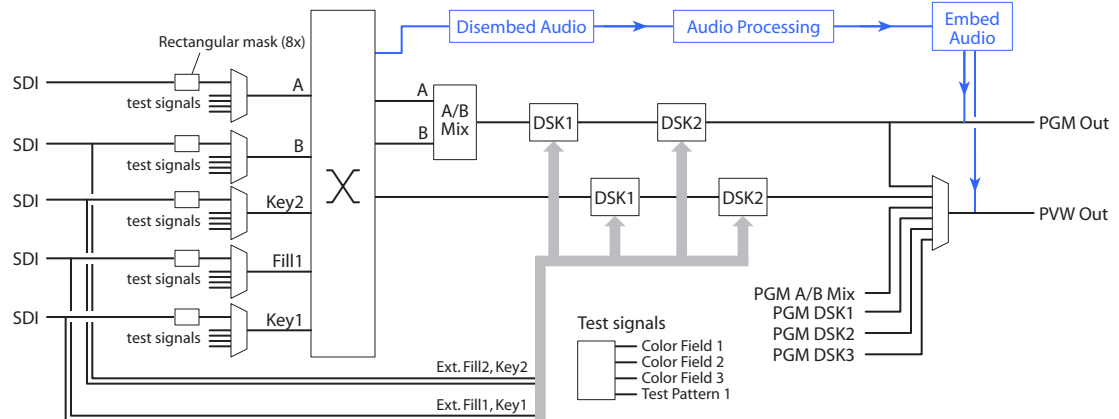 Disembed Audio
Audio Processing
Embed
Audio
Rectangular mask (8x)
SDI
test signals
A
A
A/B
Mix
DSK1
DSK2
PGM Out
SDI
test signals
B
B
SDI
test signals
Key2
DSK1
DSK2
PVW Out
SDI
test signals
Fill1
PGM A/B Mix
PGM DSK1
PGM DSK2
PGM DSK3
SDI
test signals
Key1
Test signals
Color Field 1
Color Field 2
Color Field 3
Test Pattern 1
Ext. Fill2, Key2
Ext. Fill1, Key1